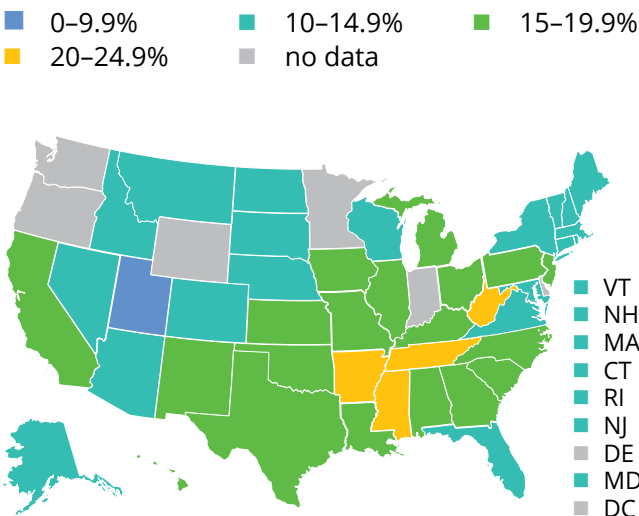 0–9.9% 10–14.9% 15–19.9%
20–24.9% no data
VT
NH
MA
CT
RI
NJ
DE
MD
DC